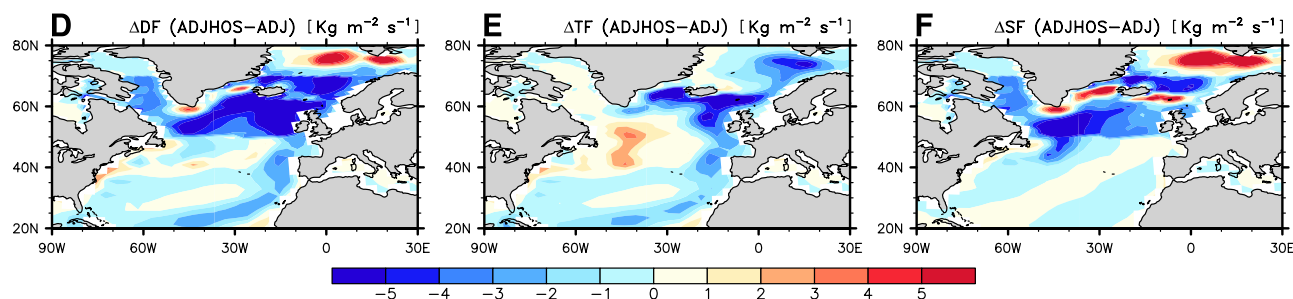 D ΔDF (ADJHOS−ADJ) [Kg m⁻² s⁻¹]
E ΔTF (ADJHOS−ADJ) [Kg m⁻² s⁻¹]
F ΔSF (ADJHOS−ADJ) [Kg m⁻² s⁻¹]
80N
60N
40N
20N
90W 60W 30W 0 30E
80N
60N
40N
20N
90W 60W 30W 0 30E
80N
60N
40N
20N
90W 60W 30W 0 30E
−5 −4 −3 −2 −1 0 1 2 3 4 5